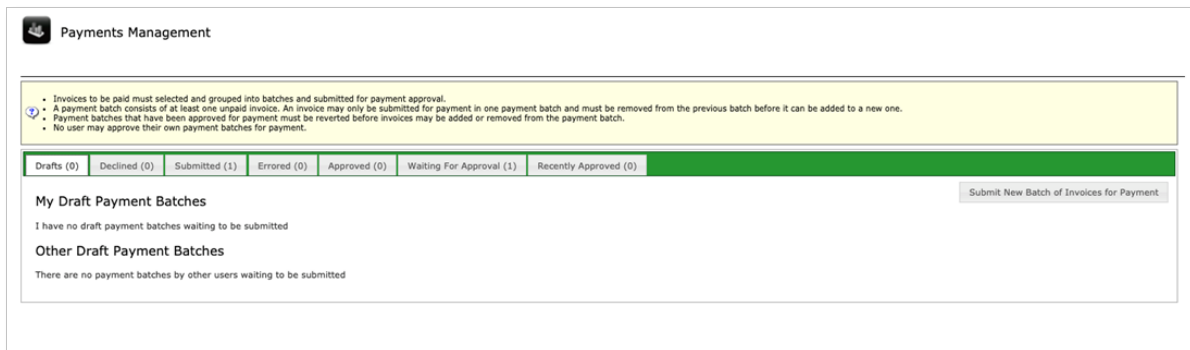 Payments Management
• Invoices to be paid must selected and grouped into batches and submitted for payment approval.
• A payment batch consists of at least one unpaid invoice. An invoice may only be submitted for payment in one payment batch and must be removed from the previous batch before it can be added to a new one.
• Payment batches that have been approved for payment must be reverted before invoices may be added or removed from the payment batch.
• No user may approve their own payment batches for payment.
Drafts (0) Declined (0) Submitted (1) Errored (0) Approved (0) Waiting For Approval (1) Recently Approved (0)
Submit New Batch of Invoices for Payment
My Draft Payment Batches
I have no draft payment batches waiting to be submitted
Other Draft Payment Batches
There are no payment batches by other users waiting to be submitted